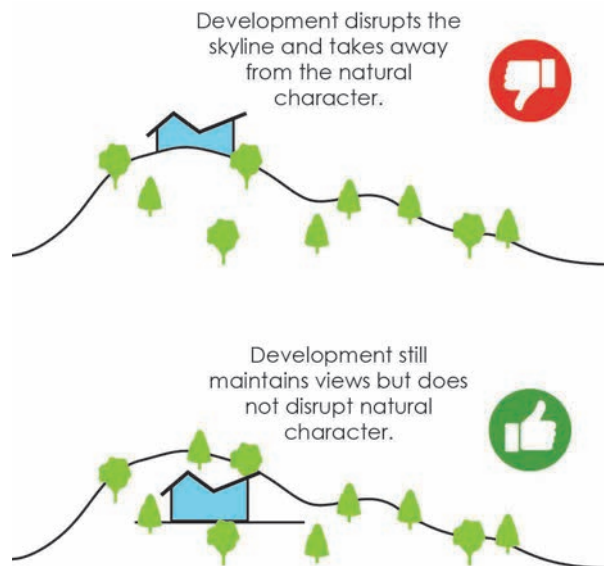 Development disrupts the
skyline and takes away
from the natural
character.
Development still
maintains views but does
not disrupt natural
character.